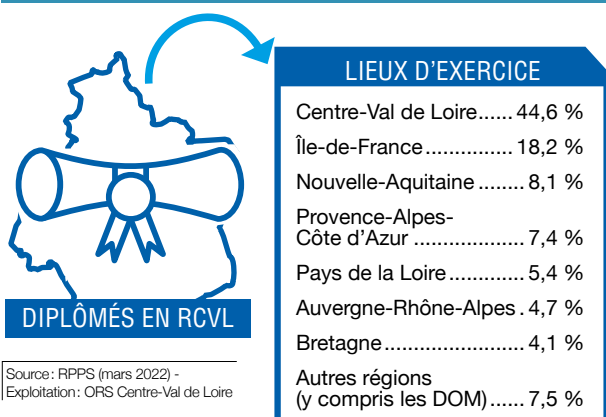 LIEUX D'EXERCICE
Centre-Val de Loire...... 44,6 %
Île-de-France............... 18,2 %
Nouvelle-Aquitaine ........ 8,1 %
Provence-Alpes-
Côte d'Azur ................... 7,4 %
Pays de la Loire............. 5,4 %
Auvergne-Rhône-Alpes . 4,7 %
Bretagne....................... 4,1 %
Autres régions
(y compris les DOM)...... 7,5 %
DIPLÔMÉS EN RCVL
Source : RPPS (mars 2022) -
Exploitation : ORS Centre-Val de Loire